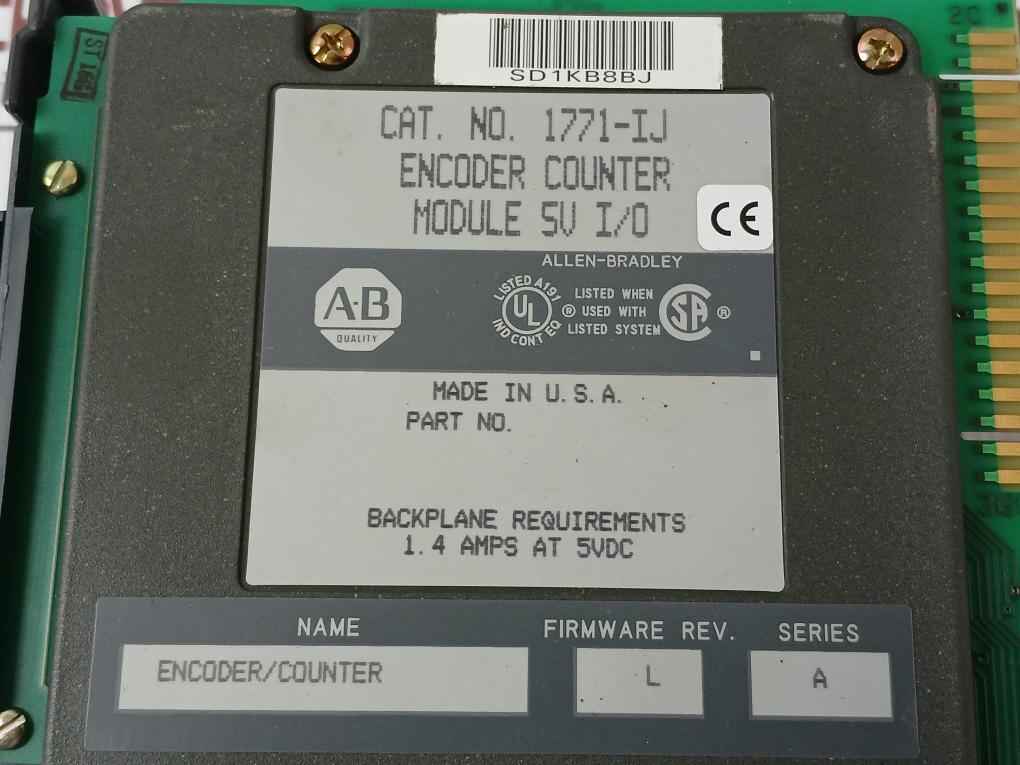 SD1KB8BJ
CAT. NO. 1771-IJ
ENCODER COUNTER
MODULE 5V I/O
CE
ALLEN-BRADLEY
A-B
QUALITY
LISTED A191
UL
IND CONT EQ
®
LISTED WHEN
USED WITH
LISTED SYSTEM
SA
®
MADE IN U.S.A.
PART NO.
BACKPLANE REQUIREMENTS
1.4 AMPS AT 5VDC
NAME
FIRMWARE REV.
SERIES
ENCODER/COUNTER
L
A
2C